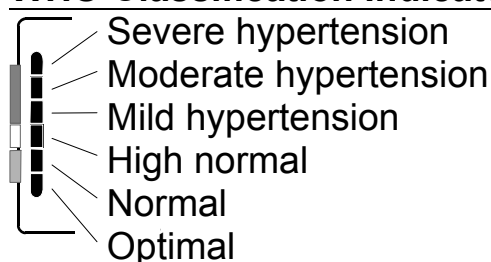 Severe hypertension
Moderate hypertension
Mild hypertension
High normal
Normal
Optimal